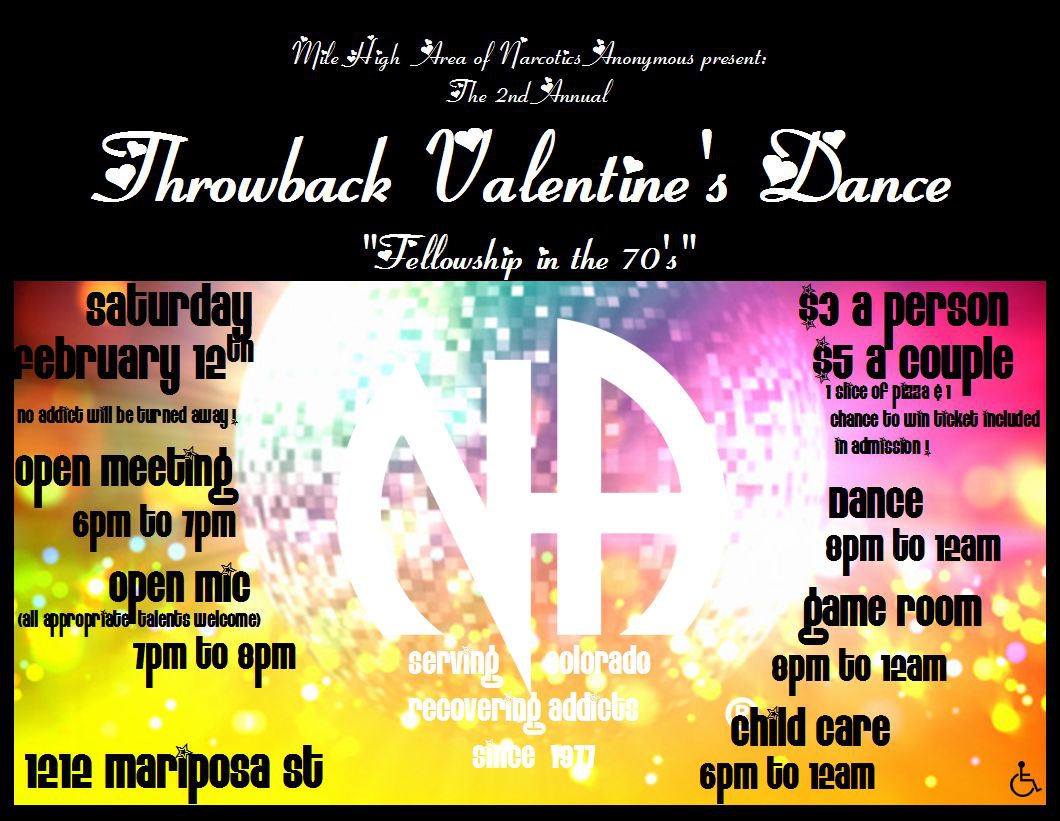 Mile High Area of Narcotics Anonymous present:
The 2nd Annual
Throwback Valentine's Dance
"Fellowship in the 70's"
saturday
february 12th
no addict will be turned away!
open meeting
6pm to 7pm
open mic
(all appropriate talents welcome)
7pm to 8pm
1212 mariposa st
NA
serving colorado
recovering addicts
since 1977
®
$3 a person
$5 a couple
1 slice of pizza & 1
chance to win ticket included
in admission!
Dance
8pm to 12am
game room
8pm to 12am
child care
6pm to 12am